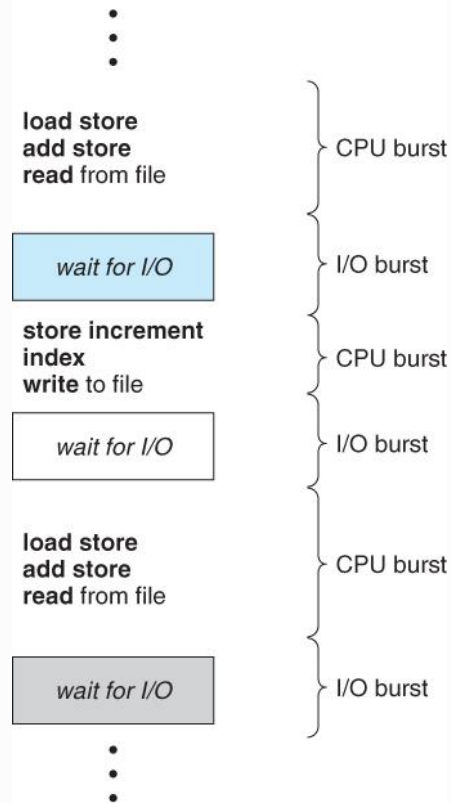 load store
add store
read from file
CPU burst
wait for I/O
I/O burst
store increment
index
write to file
CPU burst
wait for I/O
I/O burst
load store
add store
read from file
CPU burst
wait for I/O
I/O burst